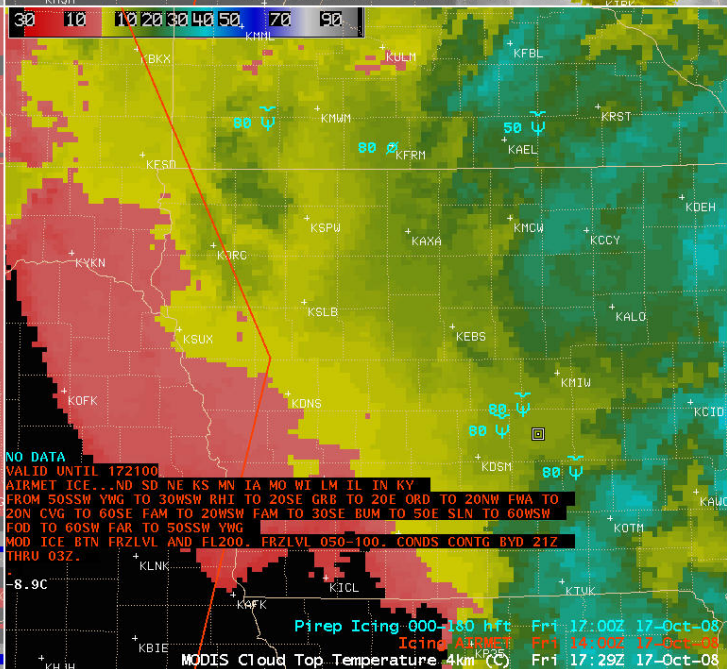 30 10 10 20 30 40 50 70 90
KMML
KULM
KFBL
KBKX
KMWM
KRST
80
50
KAEL
80
KFRM
KFSD
KDEH
KSPW
KMCW
KAXA
KCCY
KORC
KYKN
KSLB
KALO
KSUX
KEBS
KMIW
KOFK
KDNS
KCID
80
80
KDSM
80
NO DATA
VALID UNTIL 172100
AIRMET ICE...ND SD NE KS MN IA MO WI LM IL IN KY
FROM 50SSW YWG TO 30WSW RHI TO 20SE GRB TO 20E ORD TO 20NW FWA TO
20N CVG TO 60SE FAM TO 20WSW FAM TO 30SE BUM TO 50E SLN TO 60WSW
FOD TO 60SW FAR TO 50SSW YWG
MOD ICE BTN FRZLVL AND FL200. FRZLVL 050-100. CONDS CONTG BYD 21Z
THRU 03Z.
.
KAWO
KOTM
KLNK
-8.9C
KICL
KTVK
KAFK
Pirep Icing 000-180 hft Fri 17:00Z 17-Oct-08
Icing AIRMET Fri 14:00Z 17-Oct-08
KBIE
KHJH
MODIS Cloud Top Temperature 4km (C) Fri 17:29Z 17-Oct-08